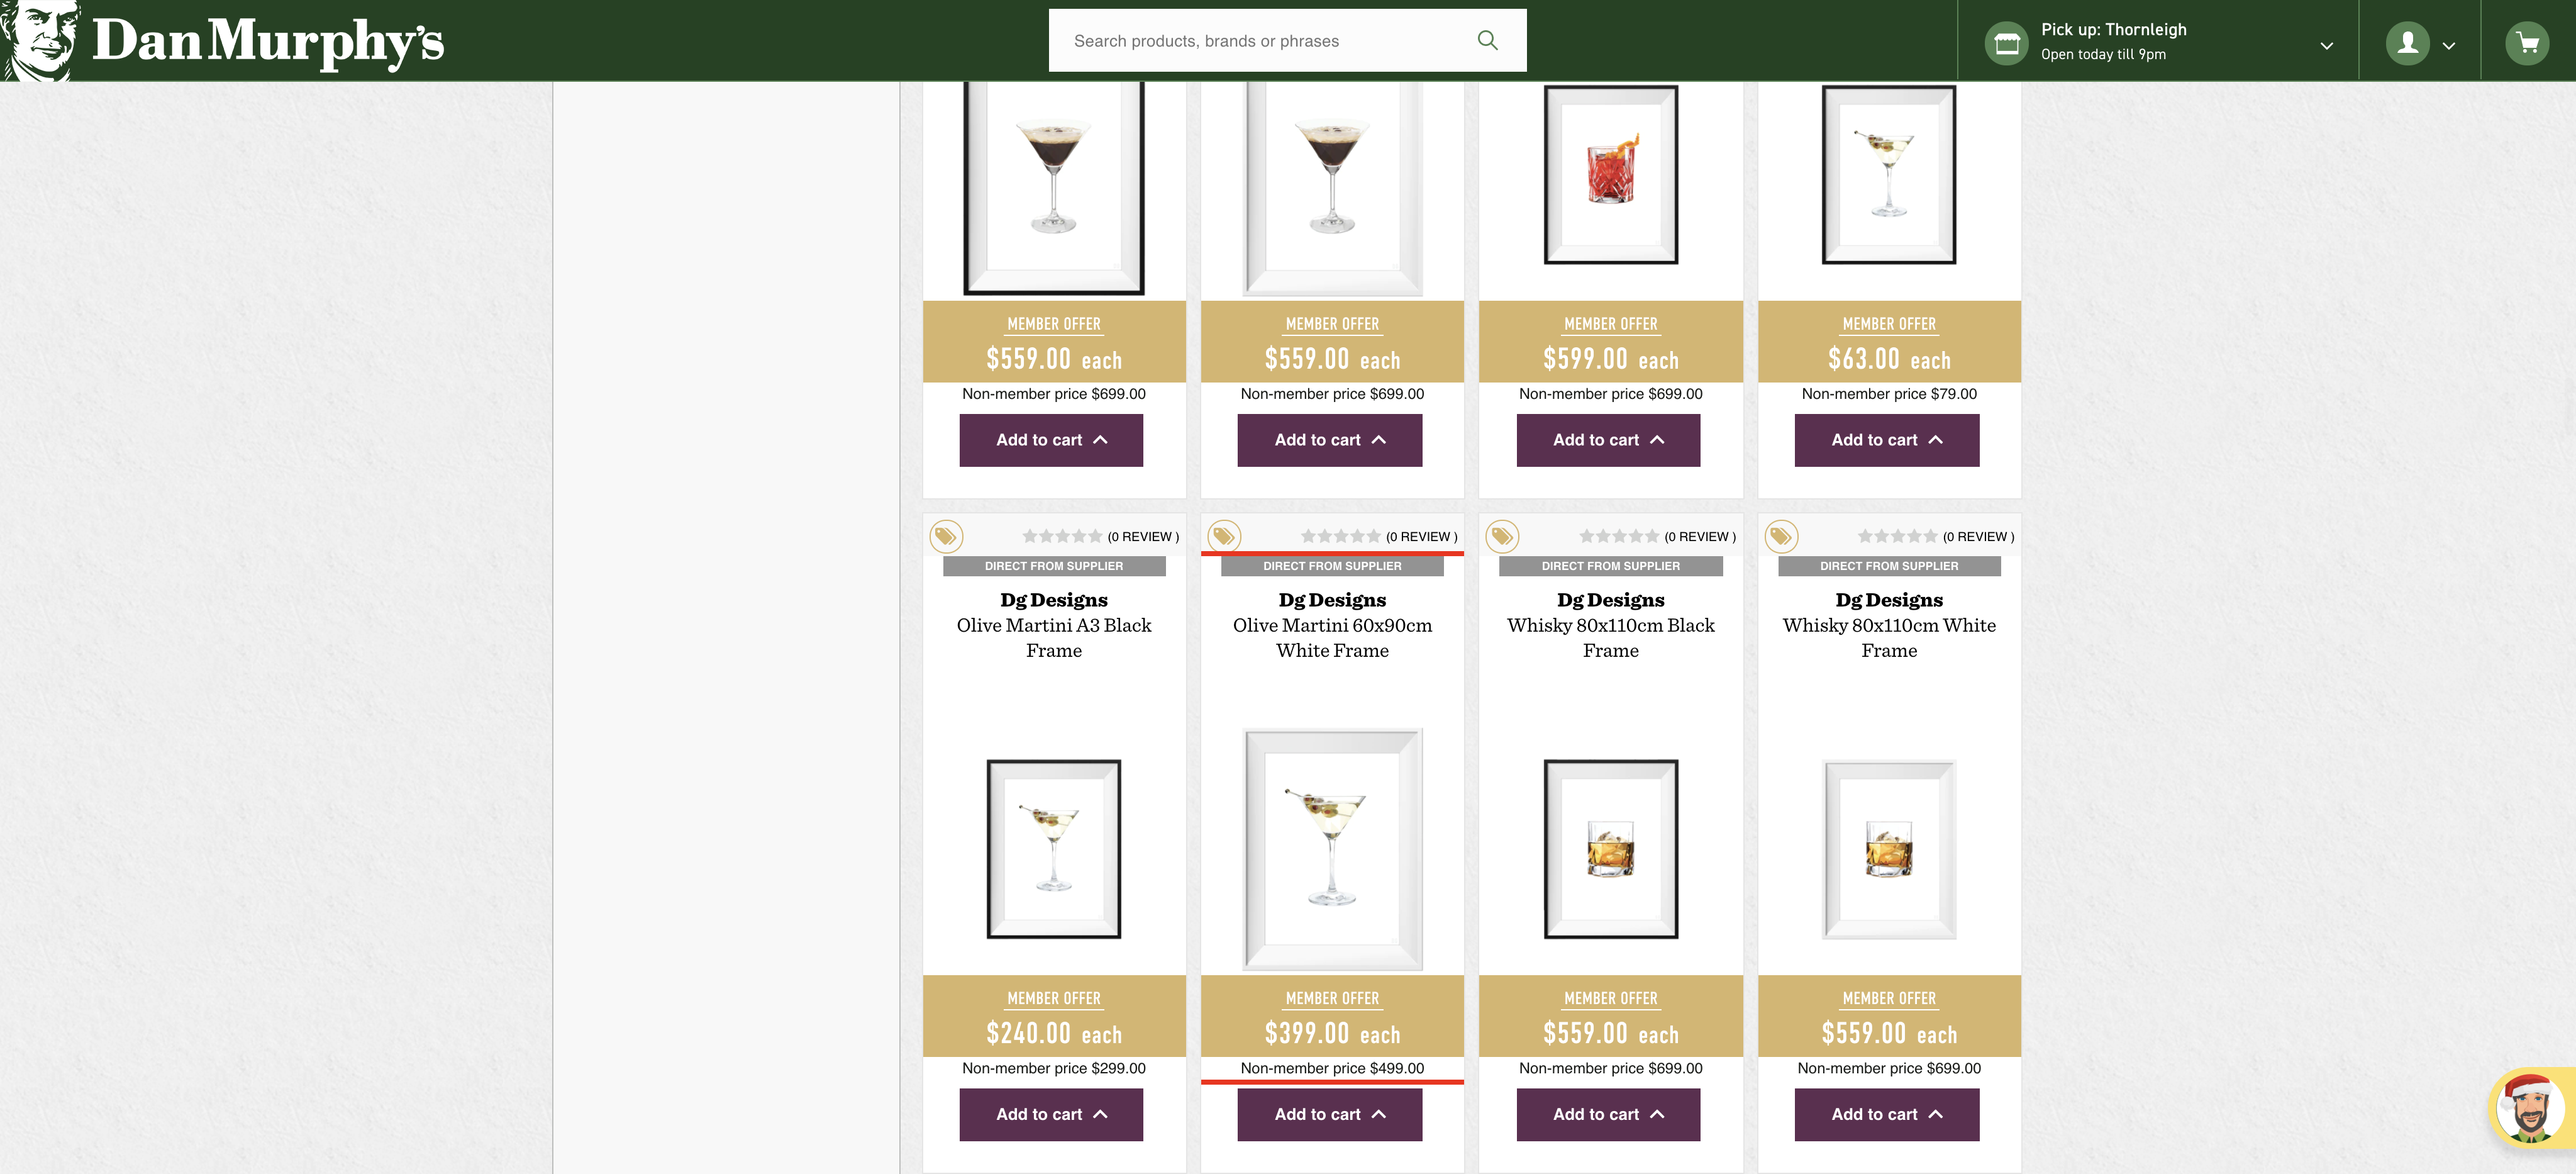 Dan Murphy's
Search products, brands or phrases
Pick up: Thornleigh
Open today till 9pm
MEMBER OFFER
$559.00 each
Non-member price $699.00
Add to cart
MEMBER OFFER
$559.00 each
Non-member price $699.00
Add to cart
MEMBER OFFER
$599.00 each
Non-member price $699.00
Add to cart
MEMBER OFFER
$63.00 each
Non-member price $79.00
Add to cart
(0 REVIEW )
DIRECT FROM SUPPLIER
Dg Designs
Olive Martini A3 Black
Frame
MEMBER OFFER
$240.00 each
Non-member price $299.00
Add to cart
(0 REVIEW )
DIRECT FROM SUPPLIER
Dg Designs
Olive Martini 60x90cm
White Frame
MEMBER OFFER
$399.00 each
Non-member price $499.00
Add to cart
(0 REVIEW )
DIRECT FROM SUPPLIER
Dg Designs
Whisky 80x110cm Black
Frame
MEMBER OFFER
$559.00 each
Non-member price $699.00
Add to cart
(0 REVIEW )
DIRECT FROM SUPPLIER
Dg Designs
Whisky 80x110cm White
Frame
MEMBER OFFER
$559.00 each
Non-member price $699.00
Add to cart